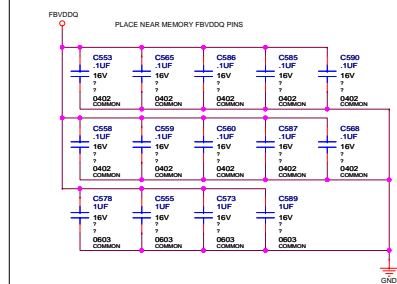 FBVDDQ
PLACE NEAR MEMORY FBVDDQ PINS
C553 C565 C586 C585 C590
.1UF .1UF .1UF .1UF .1UF
16V 16V 16V 16V 16V
? ? ? ? ?
? ? ? ? ?
0402 0402 0402 0402 0402
COMMON COMMON COMMON COMMON COMMON
C558 C559 C560 C587 C568
.1UF .1UF .1UF .1UF .1UF
16V 16V 16V 16V 16V
? ? ? ? ?
? ? ? ? ?
0402 0402 0402 0402 0402
COMMON COMMON COMMON COMMON COMMON
C578 C555 C573 C589
1UF 1UF 1UF 1UF
16V 16V 16V 16V
? ? ? ?
? ? ? ?
0603 0603 0603 0603
COMMON COMMON COMMON COMMON
GND